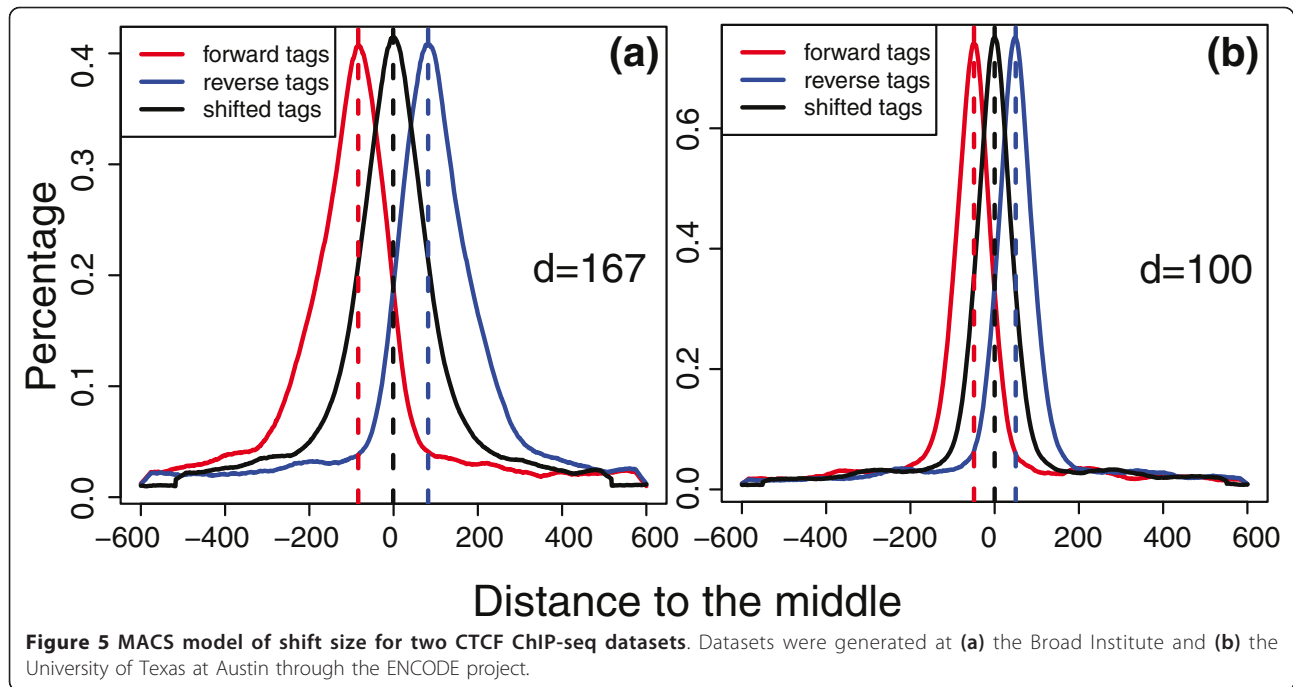 forward tags
reverse tags
shifted tags
(a)
d=167
0.4
0.3
0.2
0.1
0.0
Percentage
−600
−400
−200
0
200
400
600
forward tags
reverse tags
shifted tags
(b)
d=100
0.6
0.4
0.2
0.0
−600
−400
−200
0
200
400
600
Distance to the middle
Figure 5 MACS model of shift size for two CTCF ChIP-seq datasets. Datasets were generated at (a) the Broad Institute and (b) the
University of Texas at Austin through the ENCODE project.